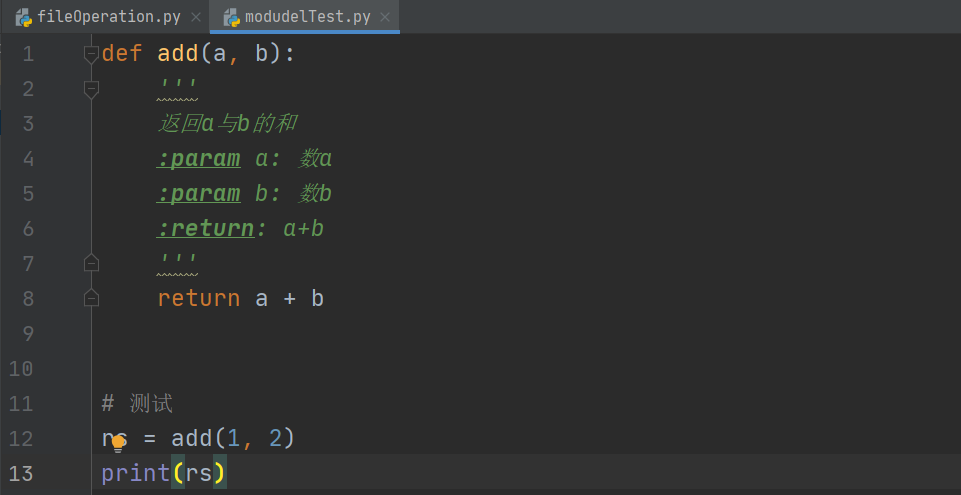 fileOperation.py modudelTest.py
1 def add(a, b):
2 '''
3 返回a与b的和
4 :param a: 数a
5 :param b: 数b
6 :return: a+b
7 '''
8 return a + b
9
10
11 # 测试
12 rs = add(1, 2)
13 print(rs)